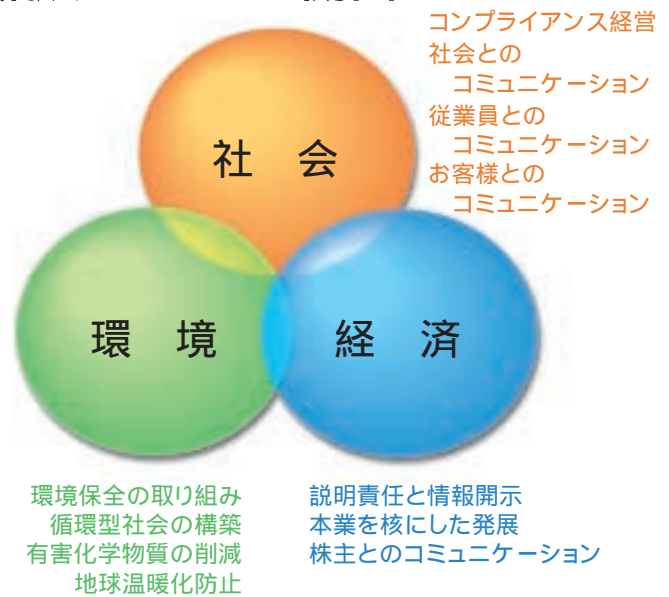 コンプライアンス経営
社会との
コミュニケーション
従業員との
コミュニケーション
お客様との
コミュニケーション
社 会
環 境
経 済
環境保全の取り組み
循環型社会の構築
有害化学物質の削減
地球温暖化防止
説明責任と情報開示
本業を核にした発展
株主とのコミュニケーション